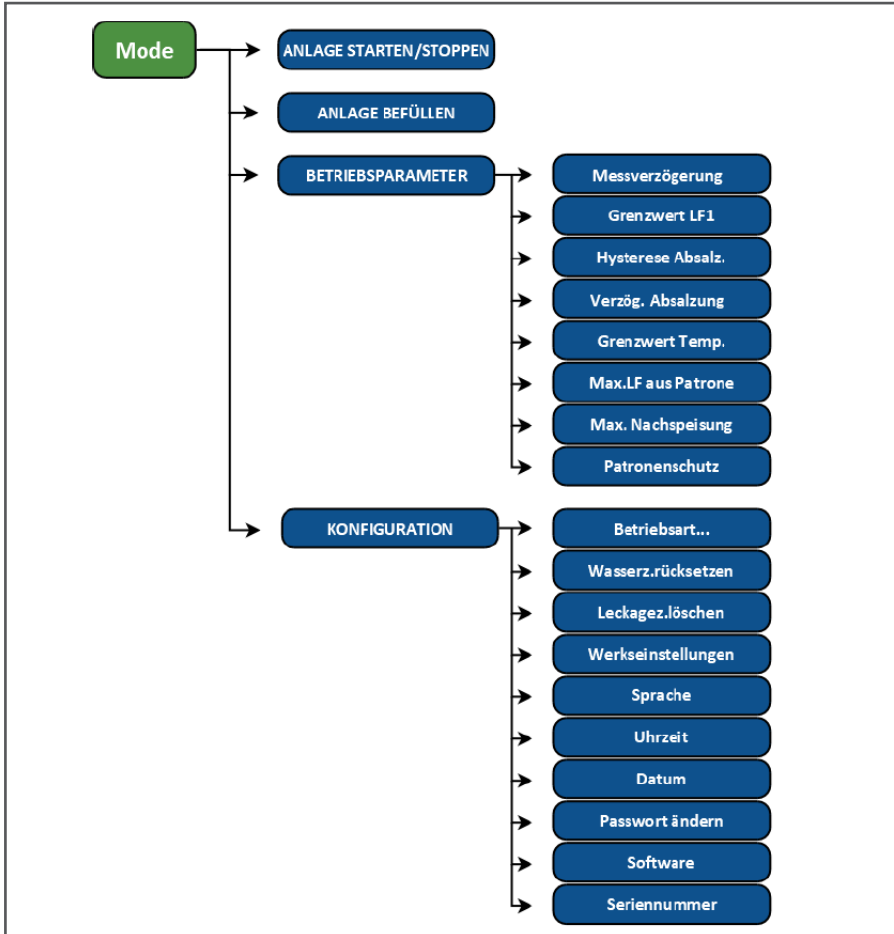 Mode
ANLAGE STARTEN/STOPPEN
ANLAGE BEFÜLLEN
BETRIEBSPARAMETER
Messverzögerung
Grenzwert LF1
Hysterese Absalz.
Verzög. Absalzung
Grenzwert Temp.
Max.LF aus Patrone
Max. Nachspeisung
Patronenschutz
KONFIGURATION
Betriebsart...
Wasserz.rücksetzen
Leckagez.löschen
Werkseinstellungen
Sprache
Uhrzeit
Datum
Passwort ändern
Software
Seriennummer